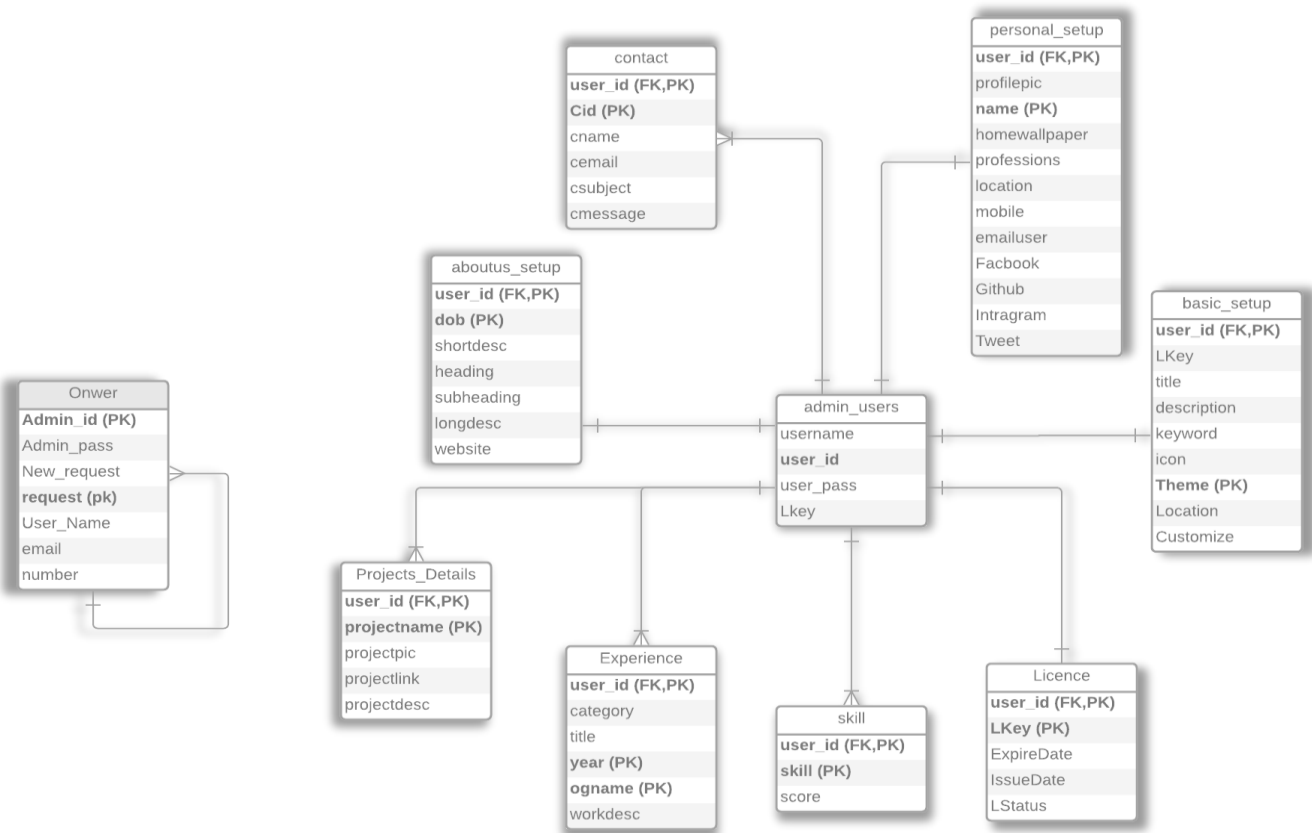 contact
user_id (FK,PK)
Cid (PK)
cname
cemail
csubject
cmessage
personal_setup
user_id (FK,PK)
profilepic
name (PK)
homewallpaper
professions
location
mobile
emailuser
Facbook
Github
Intragram
Tweet
aboutus_setup
user_id (FK,PK)
dob (PK)
shortdesc
heading
subheading
longdesc
website
basic_setup
user_id (FK,PK)
LKey
title
description
keyword
icon
Theme (PK)
Location
Customize
Onwer
Admin_id (PK)
Admin_pass
New_request
request (pk)
User_Name
email
number
admin_users
username
user_id
user_pass
Lkey
Projects_Details
user_id (FK,PK)
projectname (PK)
projectpic
projectlink
projectdesc
Experience
user_id (FK,PK)
category
title
year (PK)
ogname (PK)
workdesc
skill
user_id (FK,PK)
skill (PK)
score
Licence
user_id (FK,PK)
LKey (PK)
ExpireDate
IssueDate
LStatus